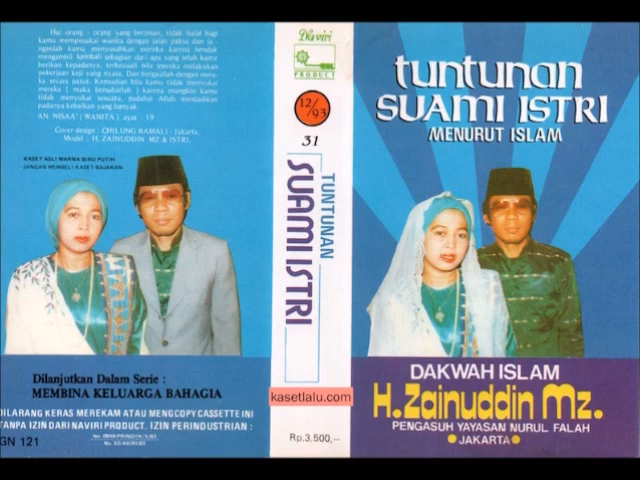 Hai orang - orang yang beriman, tidak halal bagi
kamu mempusakai wanita dengan jalan paksa dan ja-
nganlah kamu menyusahkan mereka karena hendak
mengambil kembali sebagian dari apa yang telah kamu
berikan kepadanya, terkecuali bila mereka melakukan
pekerjaan keji yang nyata. Dan bergaullah dengan mere-
ka secara patut. Kemudian bila kamu tidak menyukai
mereka ( maka bersabarlah ) karena mungkin kamu
tidak menyukai sesuatu, padahal Allah menjadikan
padanya kebaikan yang banyak.
AN NISAA' ( WANITA ) ayat : 19
Cover design : CHILUNG RAMALI - Jakarta.
Model : H. ZAINUDDIN MZ & ISTRI.
KASET ASLI WARNA BIRU PUTIH
JANGAN MEMBELI KASET BAJAKAN
Dilanjutkan Dalam Serie :
MEMBINA KELUARGA BAHAGIA
DILARANG KERAS MEREKAM ATAU MENGCOPY CASSETTE INI
TANPA IZIN DARI NAVIRI PRODUCT. IZIN PERINDUSTRIAN :
GN 121
Naviri
PRODUCT
12/93
31
TUNTUNAN
SUAMI ISTRI
kasetlalu.com
Rp.3.500,-
tuntunan
SUAMI ISTRI
MENURUT ISLAM
DAKWAH ISLAM
H.Zainuddin Mz.
PENGASUH YAYASAN NURUL FALAH
• JAKARTA •